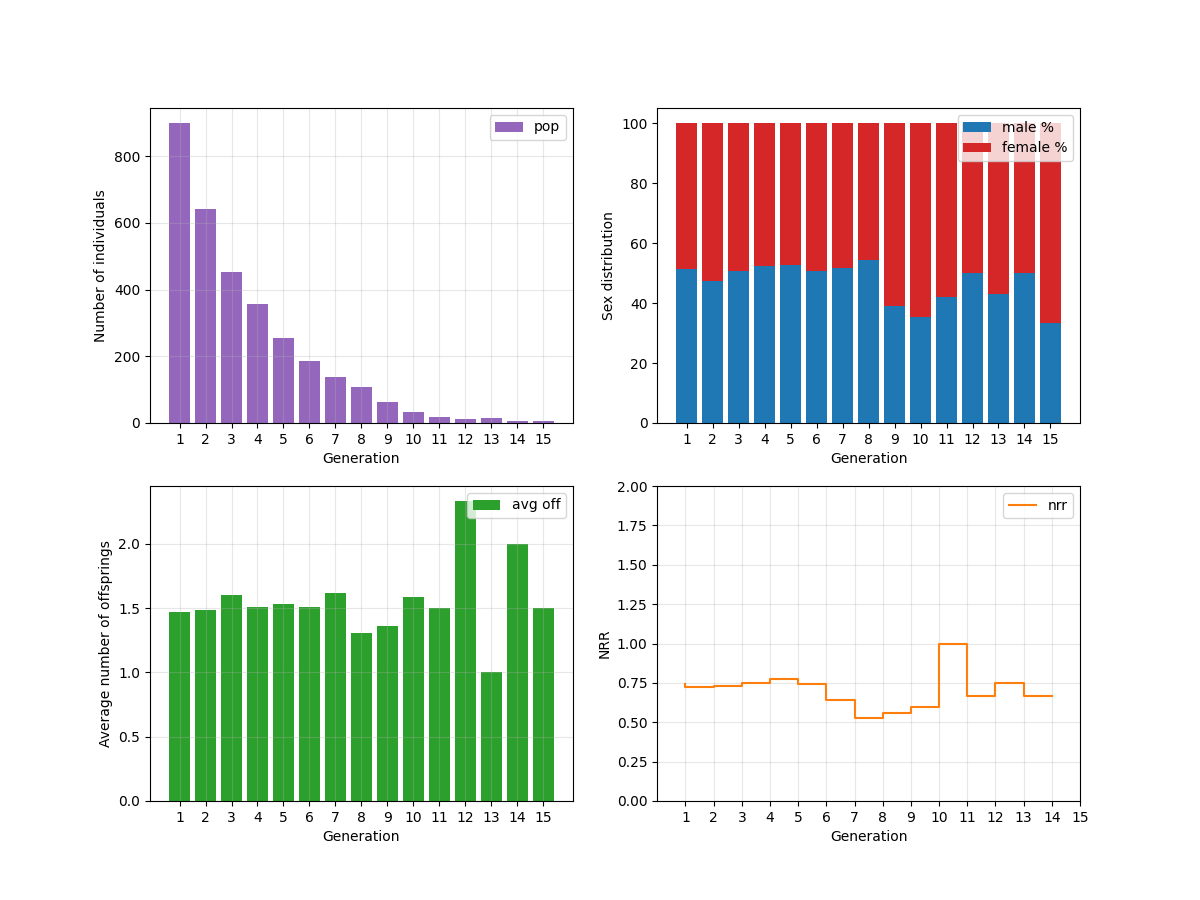 Number of individuals
800
600
400
200
0
pop
1 2 3 4 5 6 7 8 9 10 11 12 13 14 15
Generation
Sex distribution
100
80
60
40
20
0
male %
female %
1 2 3 4 5 6 7 8 9 10 11 12 13 14 15
Generation
Average number of offsprings
2.0
1.5
1.0
0.5
0.0
avg off
1 2 3 4 5 6 7 8 9 10 11 12 13 14 15
Generation
NRR
2.00
1.75
1.50
1.25
1.00
0.75
0.50
0.25
0.00
nrr
1 2 3 4 5 6 7 8 9 10 11 12 13 14 15
Generation